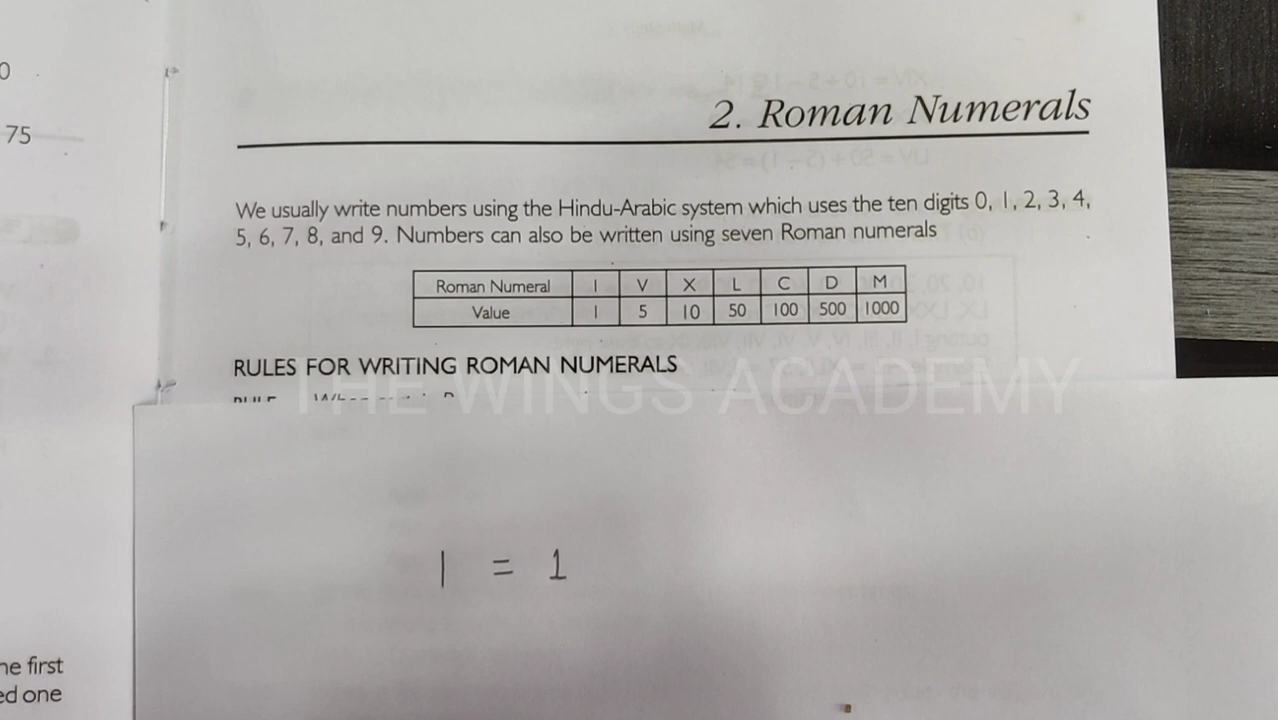 0
75
2. Roman Numerals
We usually write numbers using the Hindu-Arabic system which uses the ten digits 0, 1, 2, 3, 4,
5, 6, 7, 8, and 9. Numbers can also be written using seven Roman numerals
Roman Numeral I V X L C D M
Value 1 5 10 50 100 500 1000
RULES FOR WRITING ROMAN NUMERALS
THE WINGS ACADEMY
I = 1
first
one